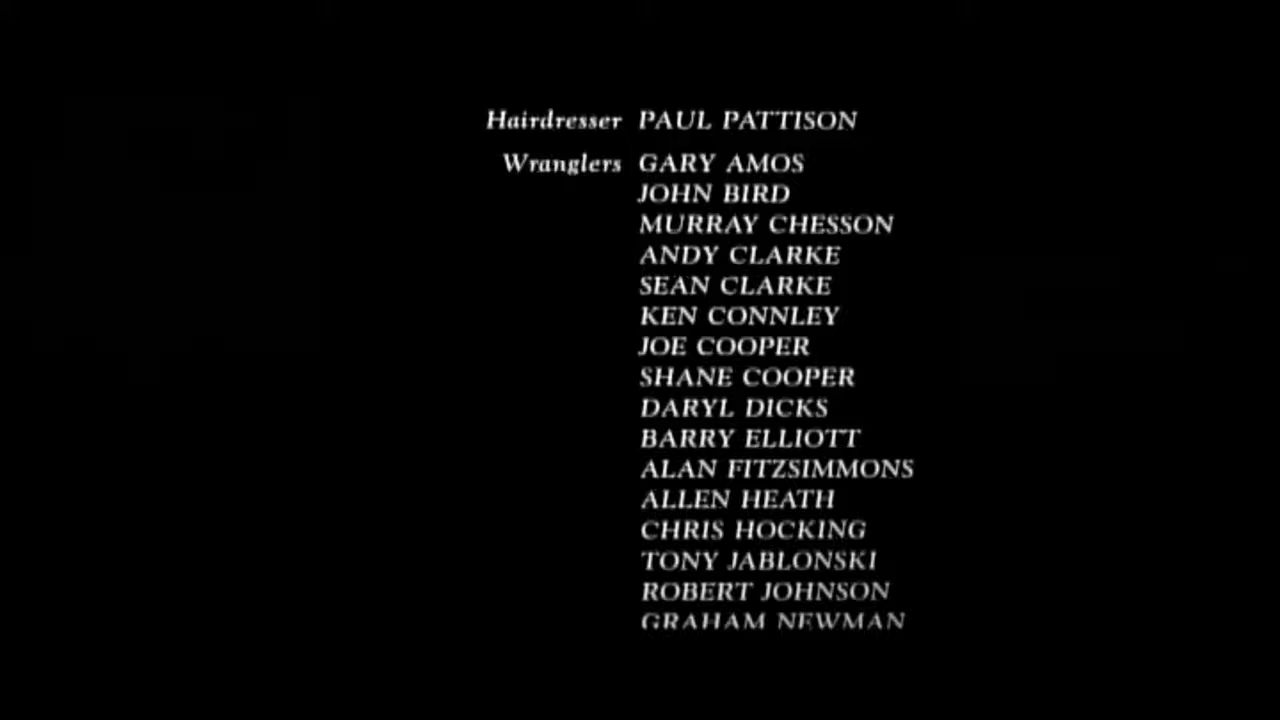 Hairdresser PAUL PATTISON
Wranglers GARY AMOS
JOHN BIRD
MURRAY CHESSON
ANDY CLARKE
SEAN CLARKE
KEN CONNLEY
JOE COOPER
SHANE COOPER
DARYL DICKS
BARRY ELLIOTT
ALAN FITZSIMMONS
ALLEN HEATH
CHRIS HOCKING
TONY JABLONSKI
ROBERT JOHNSON
GRAHAM NEWMAN